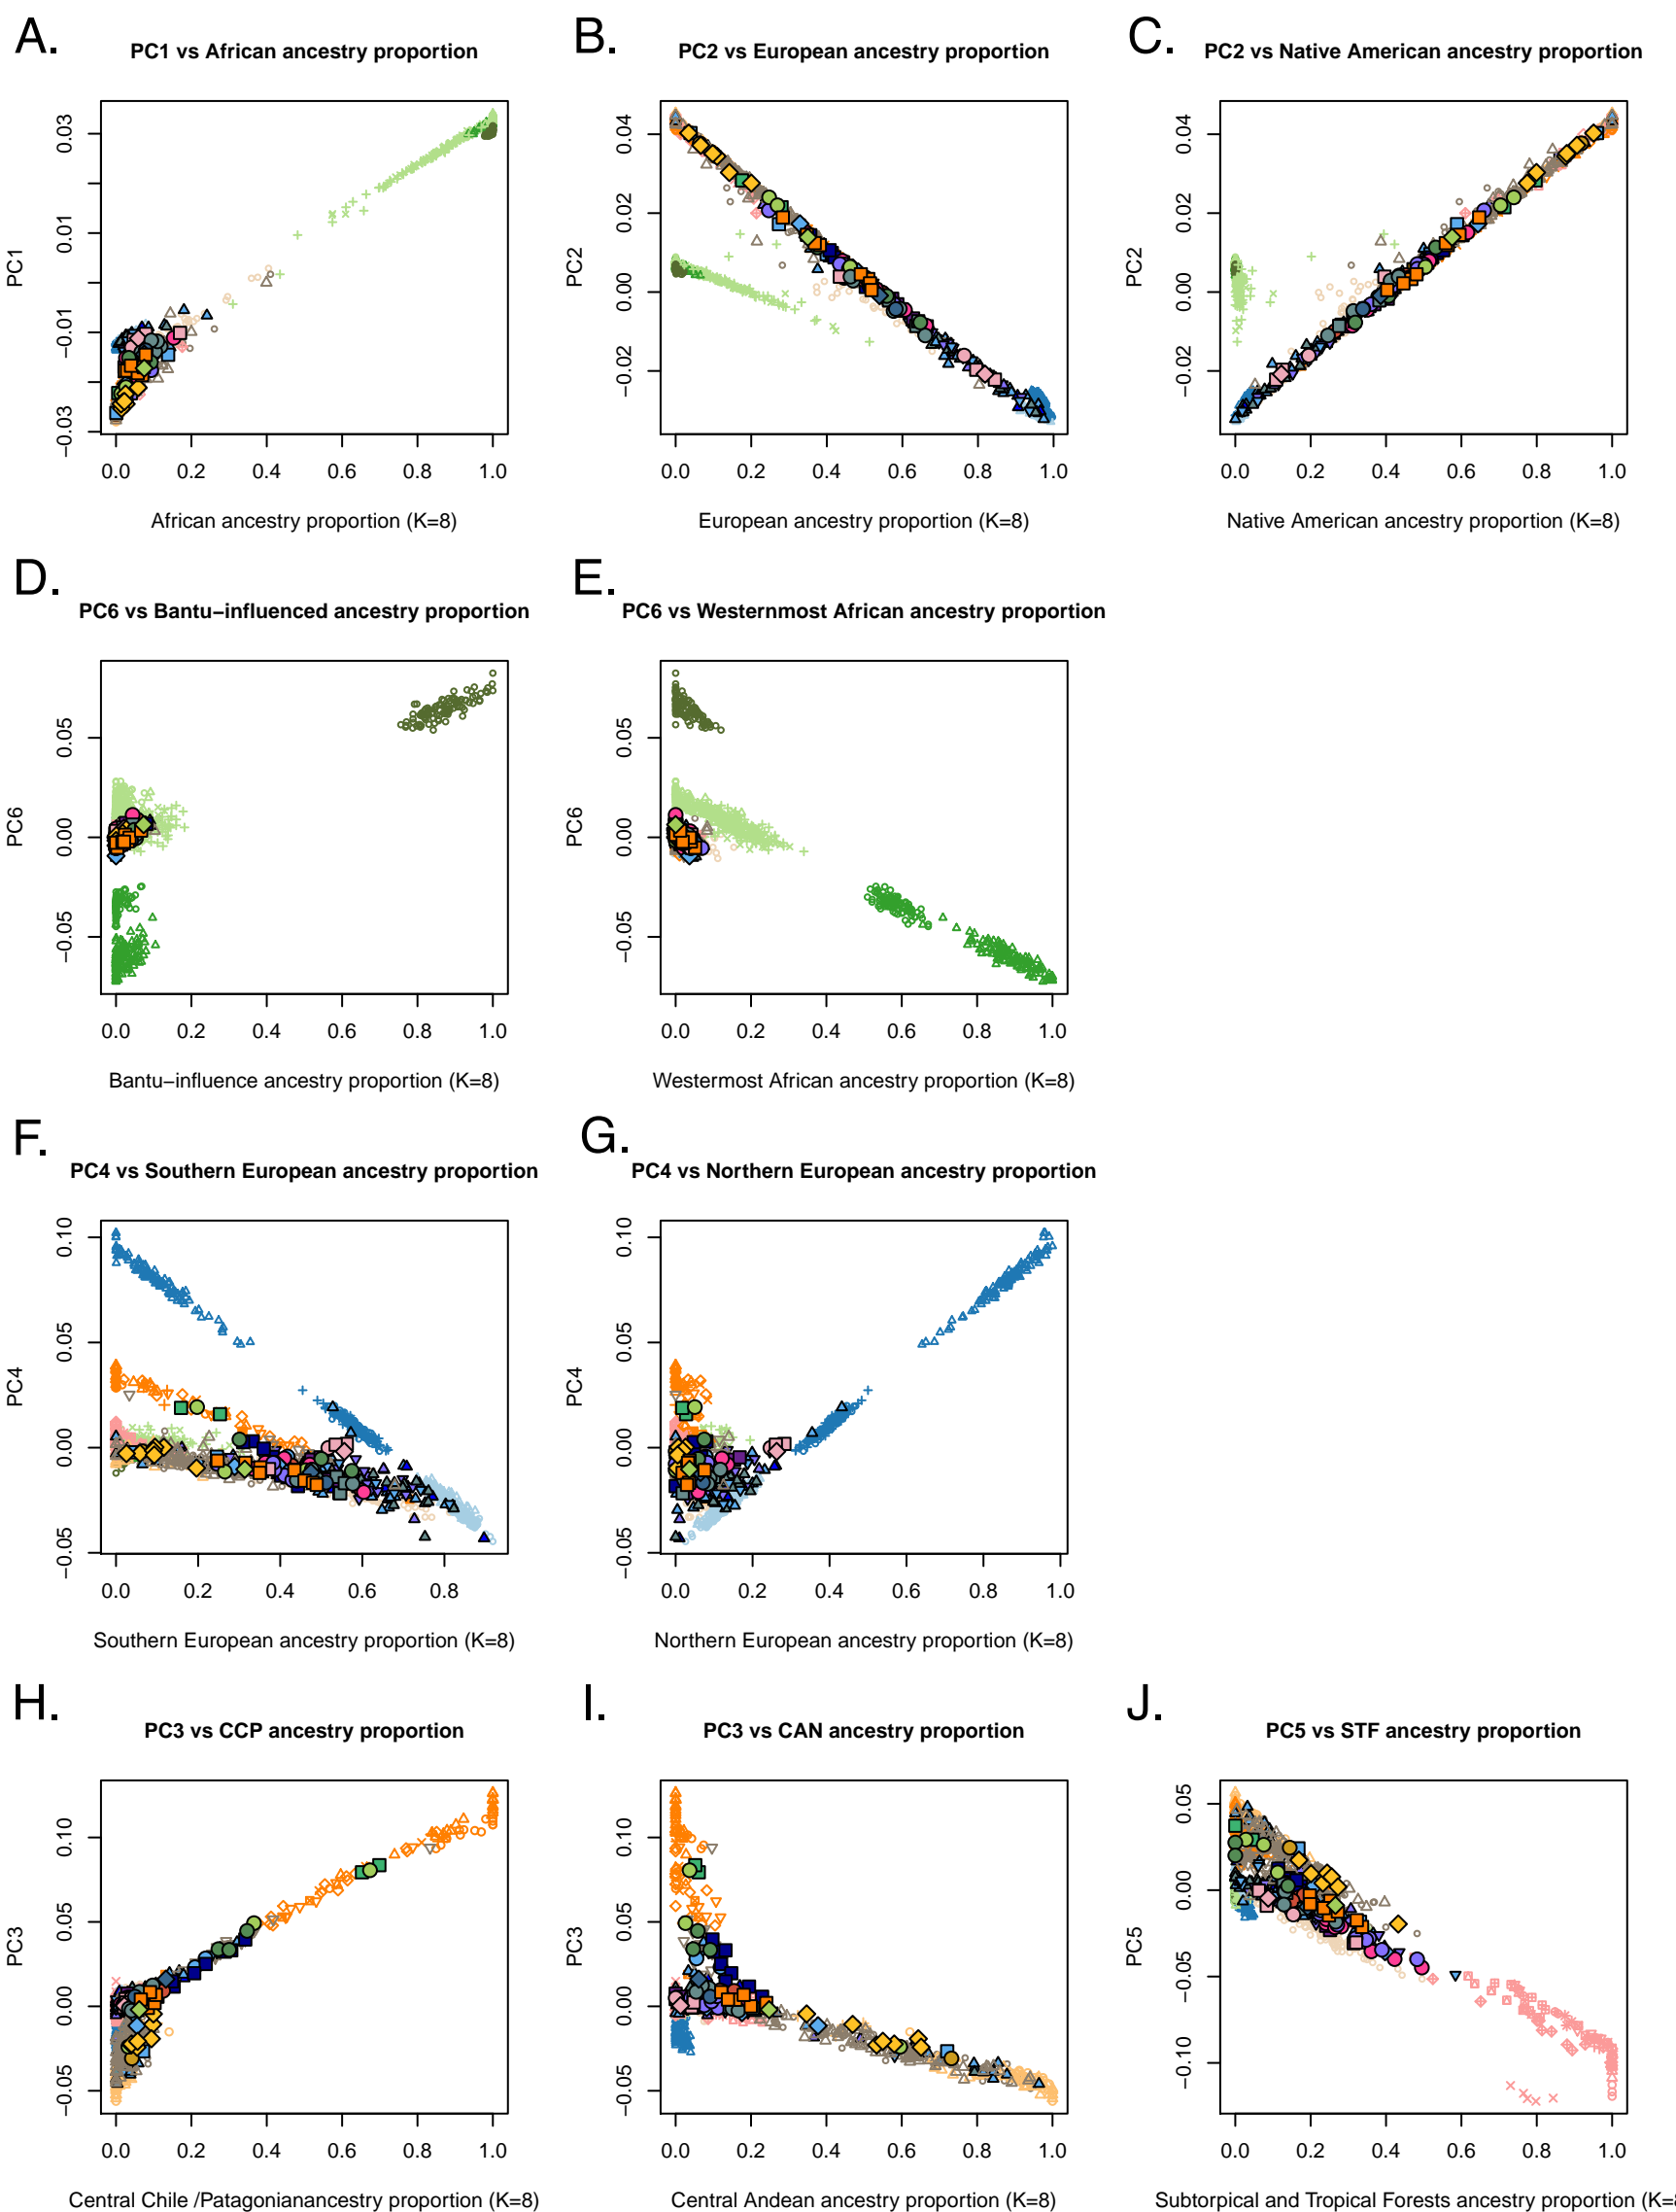 A.
PC1 vs African ancestry proportion
PC1
0.03
0.01
−0.01
−0.03
0.0 0.2 0.4 0.6 0.8 1.0
African ancestry proportion (K=8)
B.
PC2 vs European ancestry proportion
PC2
0.04
0.02
0.00
−0.02
0.0 0.2 0.4 0.6 0.8 1.0
European ancestry proportion (K=8)
C.
PC2 vs Native American ancestry proportion
PC2
0.04
0.02
0.00
−0.02
0.0 0.2 0.4 0.6 0.8 1.0
Native American ancestry proportion (K=8)
D.
PC6 vs Bantu−influenced ancestry proportion
PC6
0.05
0.00
−0.05
0.0 0.2 0.4 0.6 0.8 1.0
Bantu−influence ancestry proportion (K=8)
E.
PC6 vs Westernmost African ancestry proportion
PC6
0.05
0.00
−0.05
0.0 0.2 0.4 0.6 0.8 1.0
Westermost African ancestry proportion (K=8)
F.
PC4 vs Southern European ancestry proportion
PC4
0.10
0.05
0.00
−0.05
0.0 0.2 0.4 0.6 0.8
Southern European ancestry proportion (K=8)
G.
PC4 vs Northern European ancestry proportion
PC4
0.10
0.05
0.00
−0.05
0.0 0.2 0.4 0.6 0.8 1.0
Northern European ancestry proportion (K=8)
H.
PC3 vs CCP ancestry proportion
PC3
0.10
0.05
0.00
−0.05
0.0 0.2 0.4 0.6 0.8 1.0
Central Chile /Patagonianancestry proportion (K=8)
I.
PC3 vs CAN ancestry proportion
PC3
0.10
0.05
0.00
−0.05
0.0 0.2 0.4 0.6 0.8 1.0
Central Andean ancestry proportion (K=8)
J.
PC5 vs STF ancestry proportion
PC5
0.05
0.00
−0.05
−0.10
0.0 0.2 0.4 0.6 0.8 1.0
Subtorpical and Tropical Forests ancestry proportion (K=